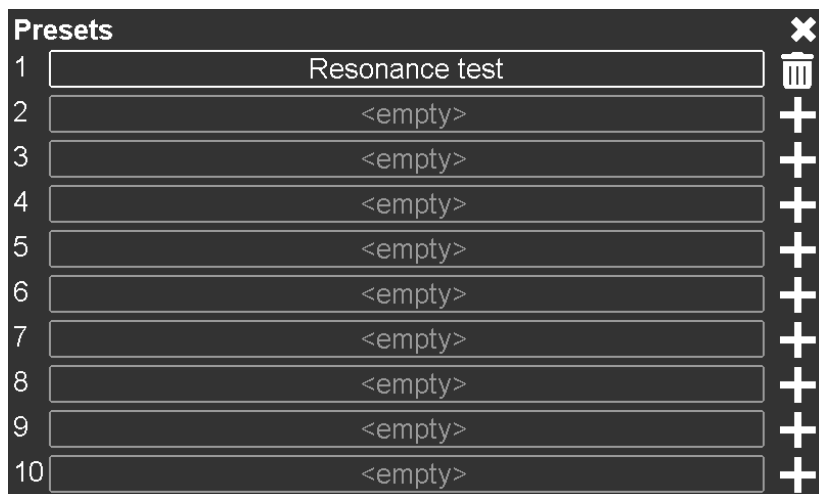 Presets
1 Resonance test
2 <empty>
3 <empty>
4 <empty>
5 <empty>
6 <empty>
7 <empty>
8 <empty>
9 <empty>
10 <empty>